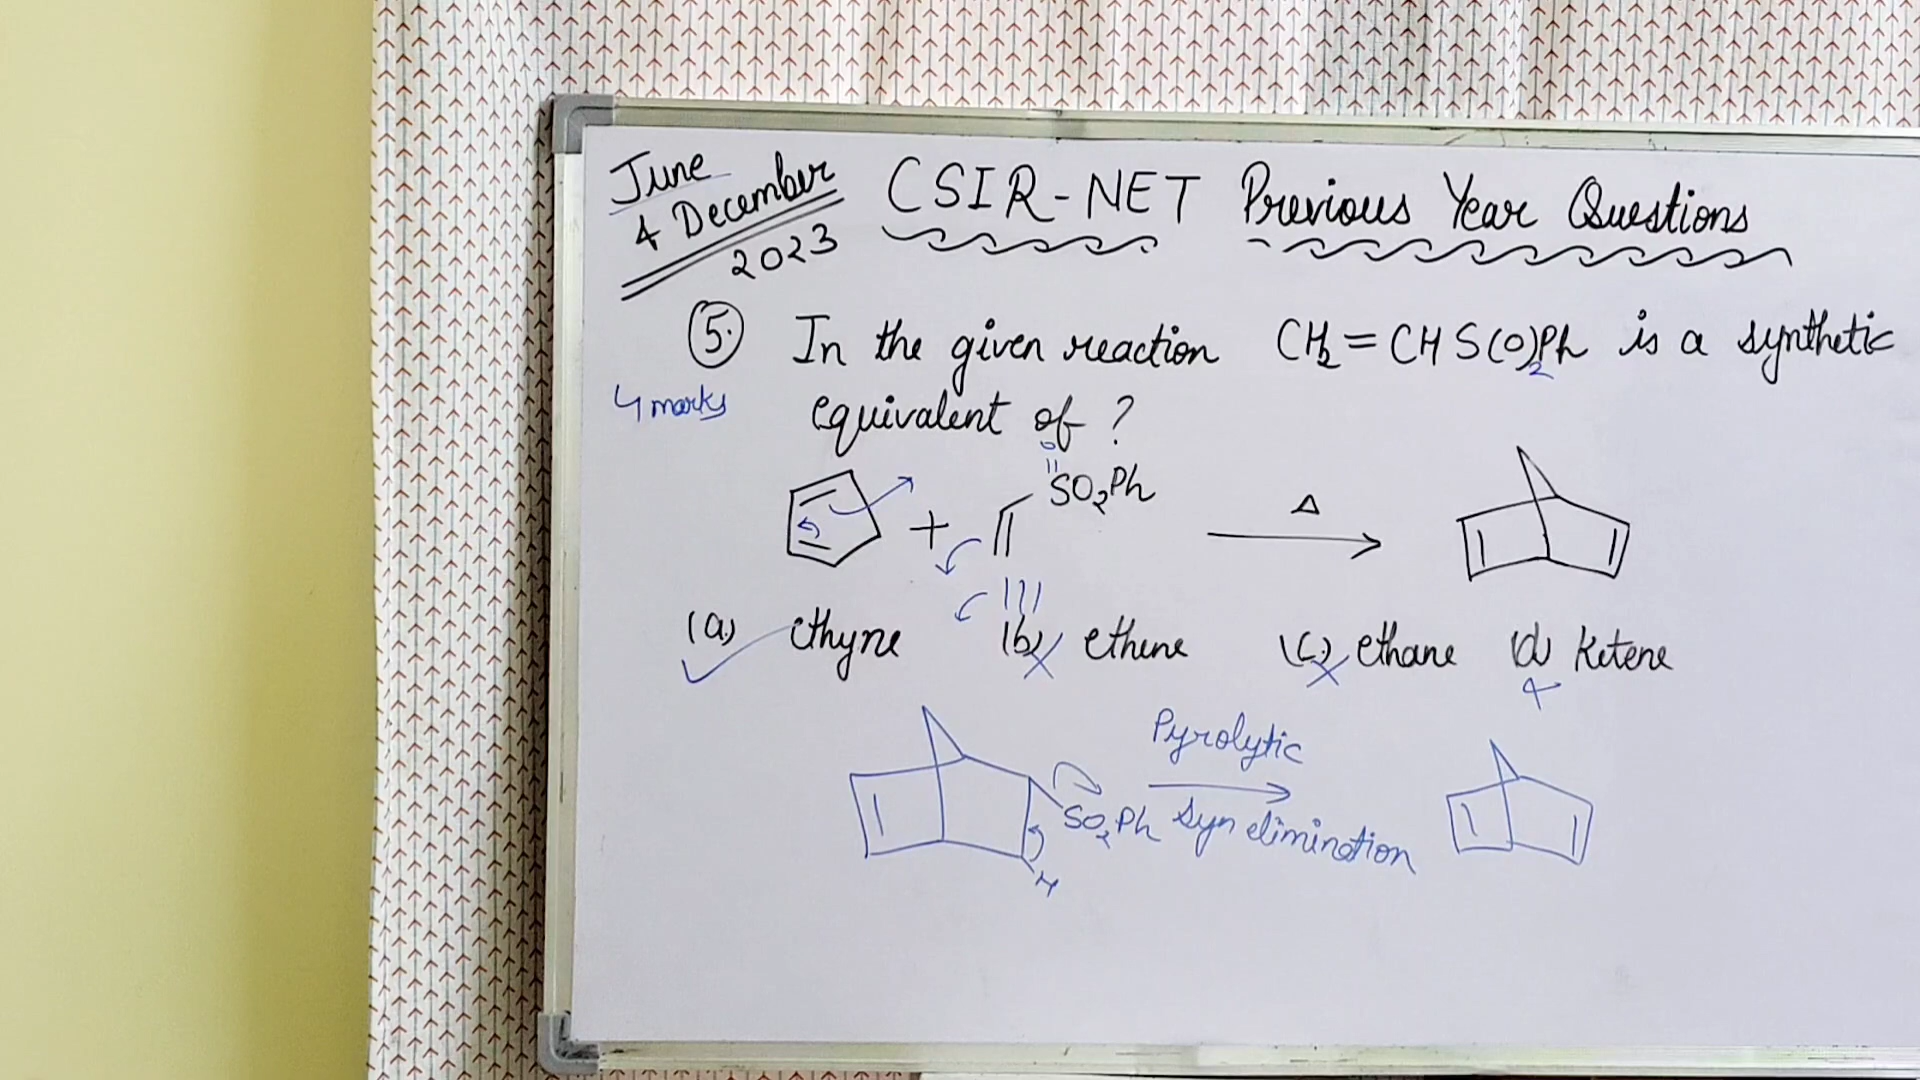 June
& December
2023
CSIR-NET Previous Year Questions
5. In the given reaction CH2=CHS(O)2Ph is a synthetic
4 marks
equivalent of ?
O
SO2Ph
+
Δ
(a) ethyne (b) ethene (c) ethane (d) Ketene
Pyrolytic
SO2Ph
Syn elimination
H